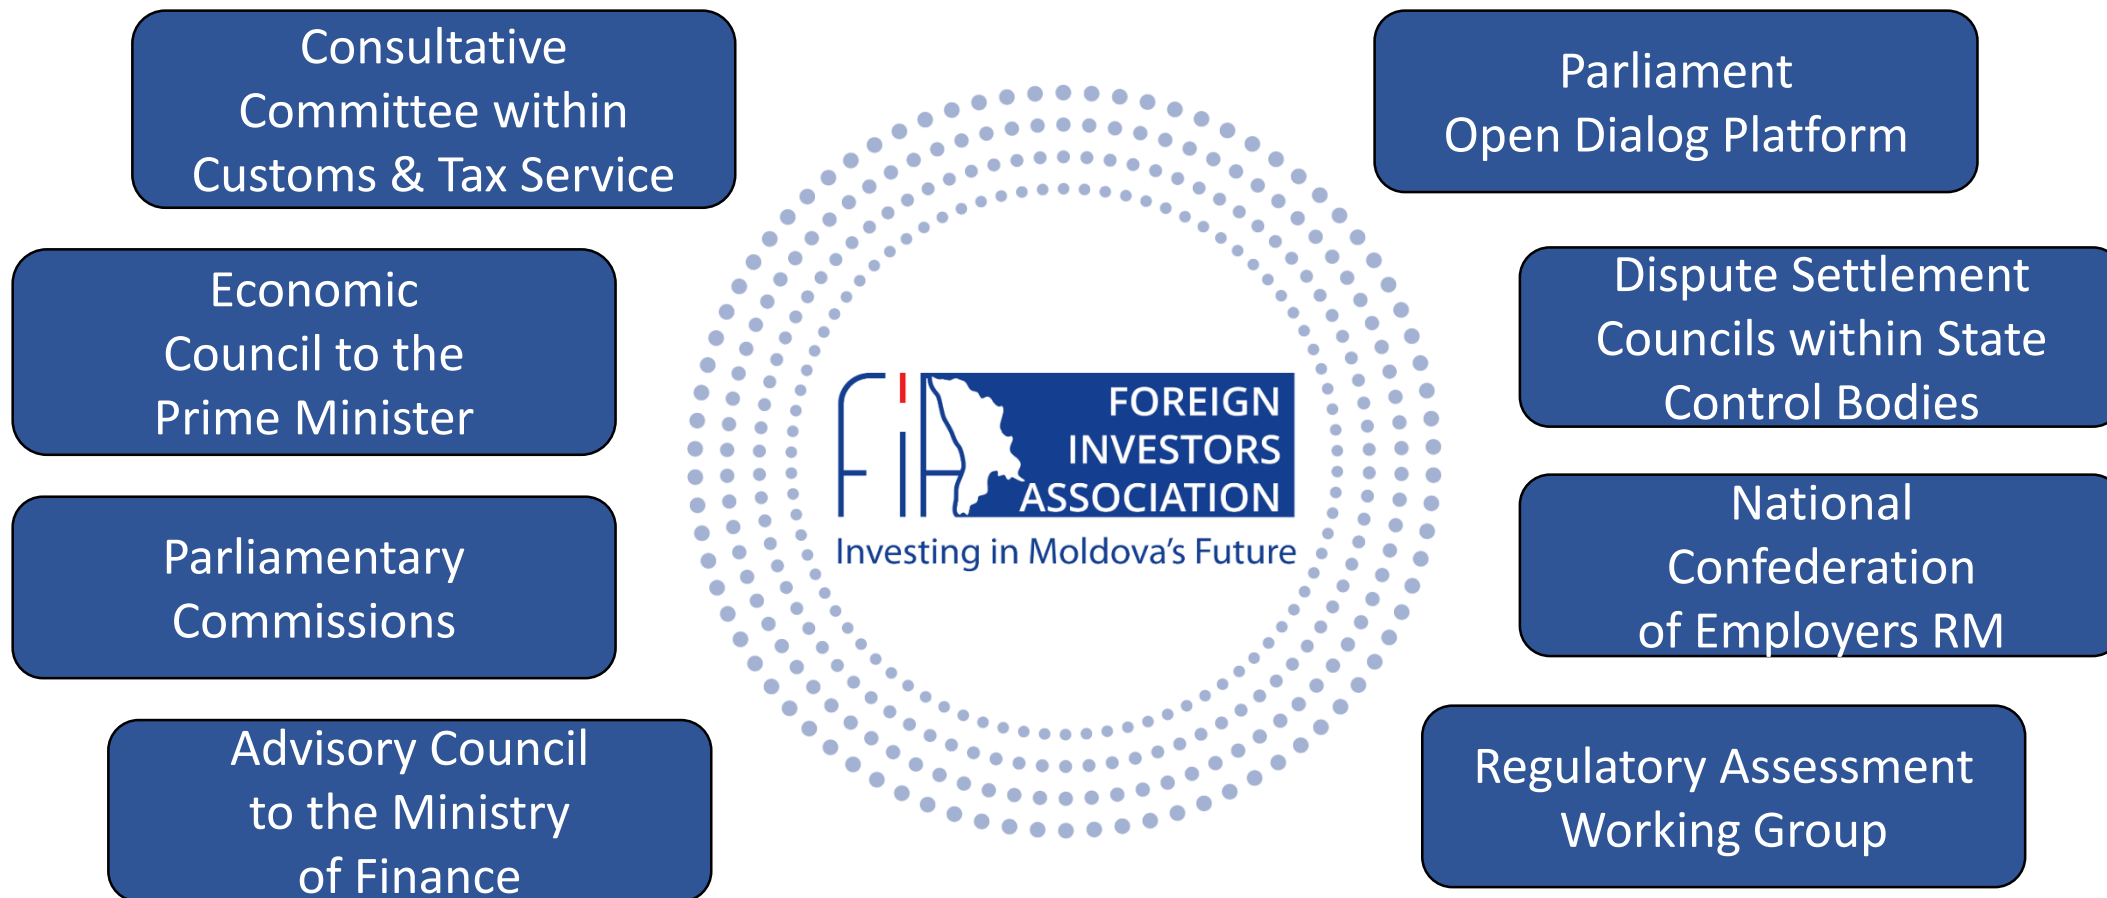 Consultative
Committee within
Customs & Tax Service
Economic
Council to the
Prime Minister
Parliamentary
Commissions
Advisory Council
to the Ministry
of Finance
FiA
FOREIGN
INVESTORS
ASSOCIATION
Investing in Moldova's Future
Parliament
Open Dialog Platform
Dispute Settlement
Councils within State
Control Bodies
National
Confederation
of Employers RM
Regulatory Assessment
Working Group